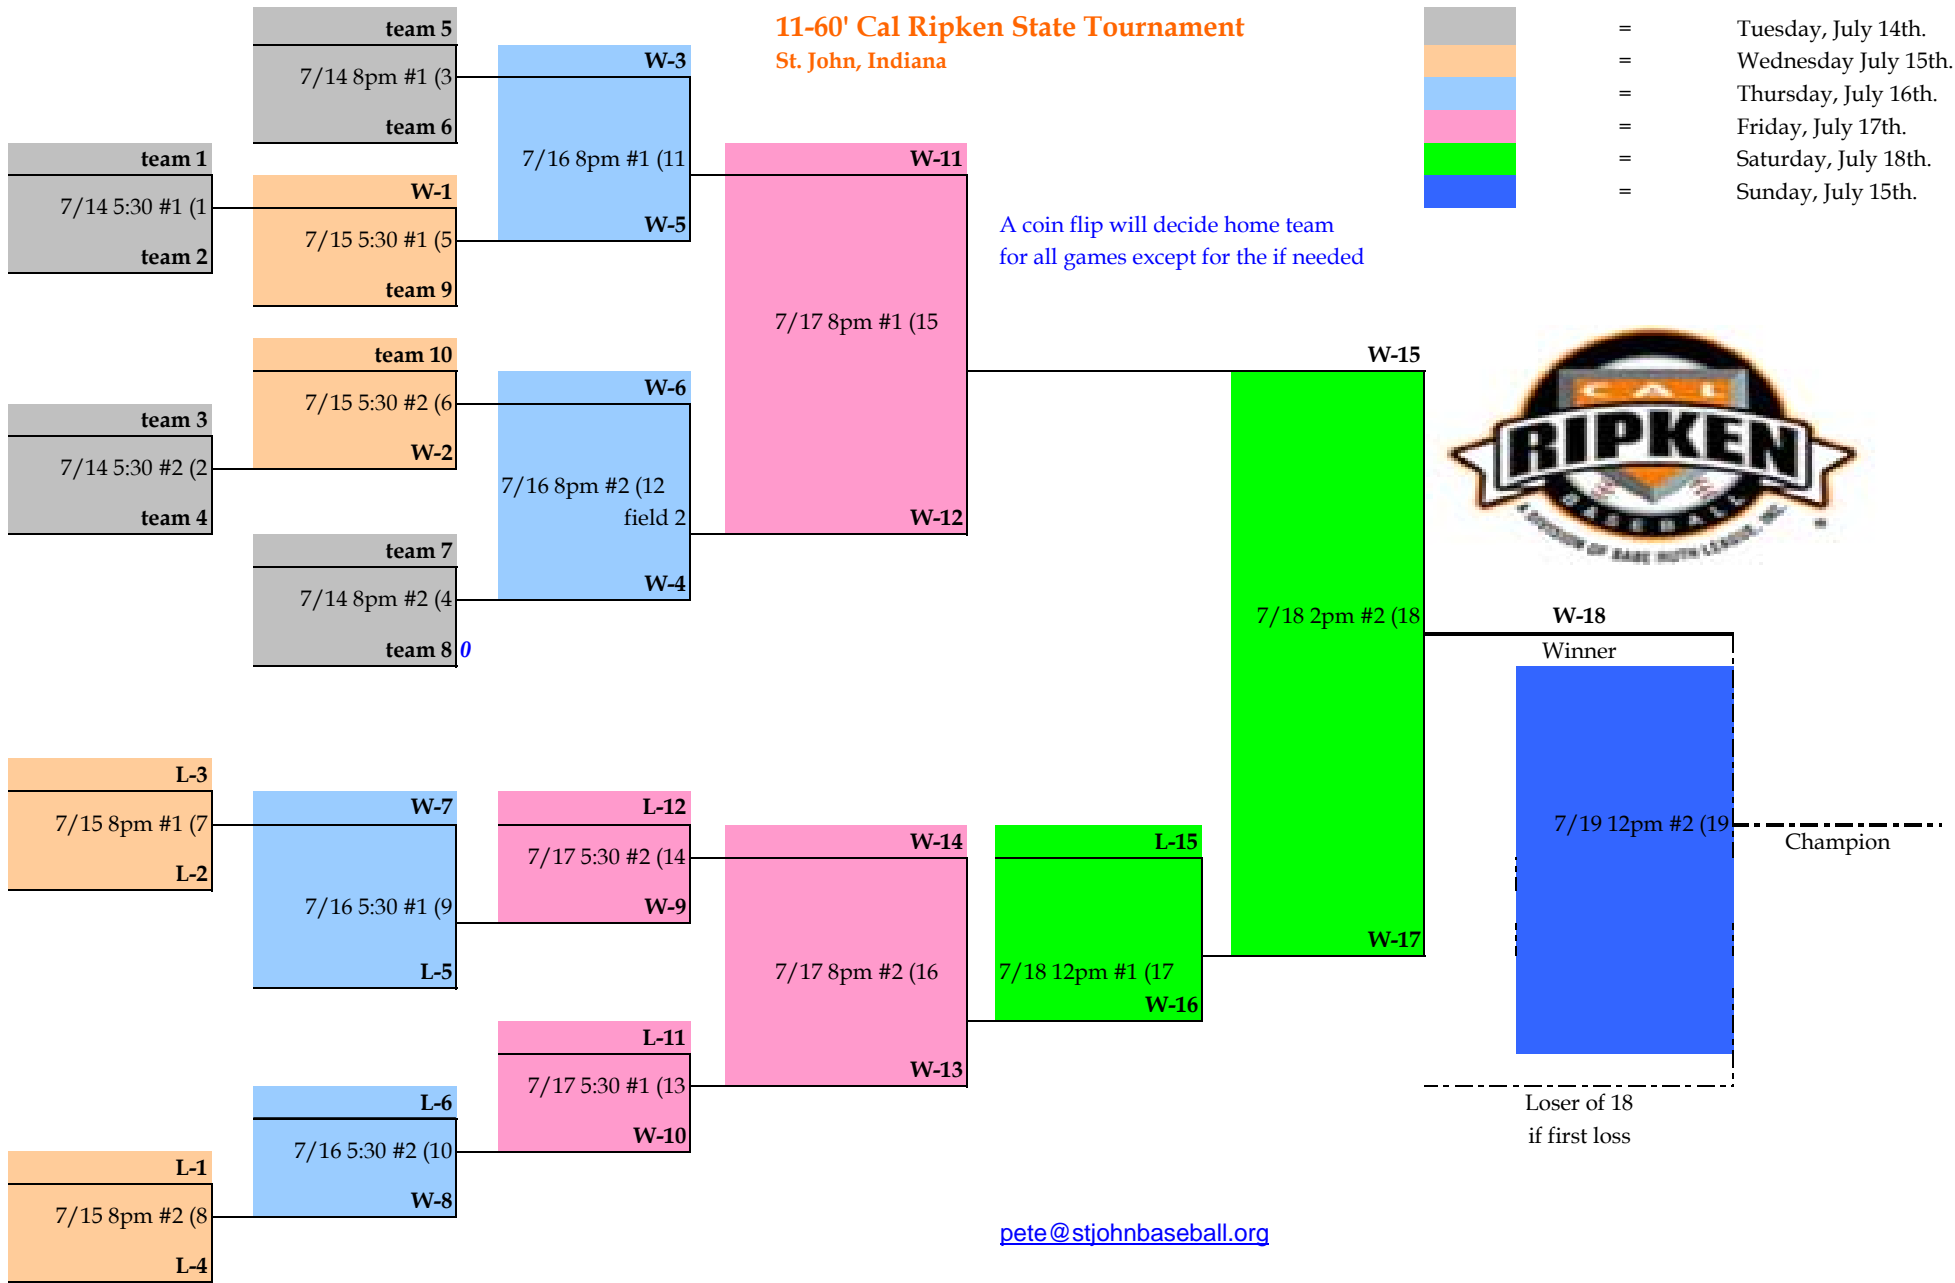 11-60' Cal Ripken State Tournament
St. John, Indiana
= Tuesday, July 14th.
= Wednesday July 15th.
= Thursday, July 16th.
= Friday, July 17th.
= Saturday, July 18th.
= Sunday, July 15th.
A coin flip will decide home team
for all games except for the if needed
team 1
7/14 5:30 #1 (1
team 2
team 3
7/14 5:30 #2 (2
team 4
team 5
7/14 8pm #1 (3
team 6
W-1
7/15 5:30 #1 (5
team 9
team 10
7/15 5:30 #2 (6
W-2
team 7
7/14 8pm #2 (4
team 8 0
W-3
7/16 8pm #1 (11
W-5
W-6
7/16 8pm #2 (12
field 2
W-4
W-11
7/17 8pm #1 (15
W-12
W-15
7/18 2pm #2 (18
W-17
CAL
RIPKEN
BASEBALL
A DIVISION OF BABE RUTH LEAGUE, INC.
®
W-18
Winner
7/19 12pm #2 (19
Champion
Loser of 18
if first loss
L-3
7/15 8pm #1 (7
L-2
L-1
7/15 8pm #2 (8
L-4
W-7
7/16 5:30 #1 (9
L-5
L-6
7/16 5:30 #2 (10
W-8
L-12
7/17 5:30 #2 (14
W-9
L-11
7/17 5:30 #1 (13
W-10
W-14
7/17 8pm #2 (16
W-13
L-15
7/18 12pm #1 (17
W-16
pete@stjohnbaseball.org